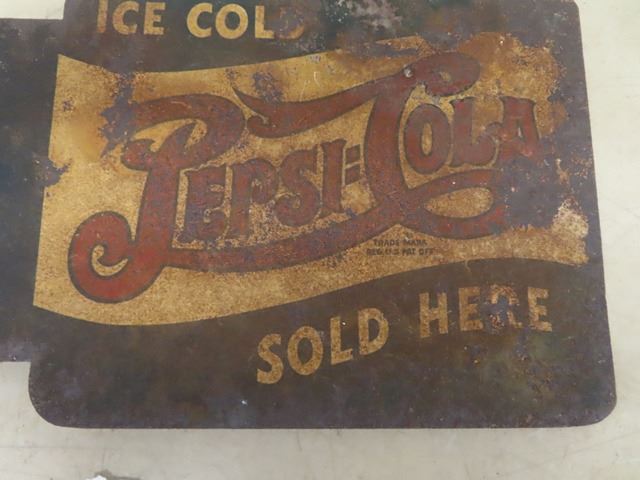 ICE COLD
PEPSI=COLA
TRADE MARK
REG. U.S. PAT. OFF.
SOLD HERE